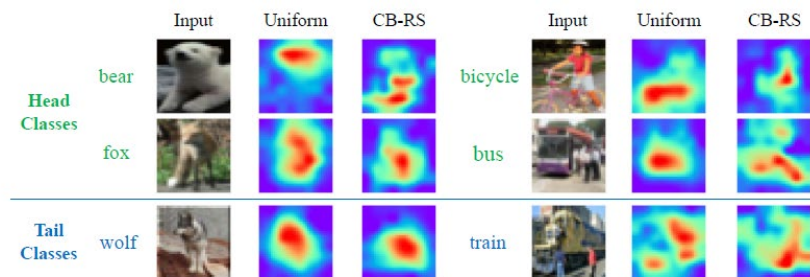 Input Uniform CB-RS Input Uniform CB-RS
bear bicycle
Head
Classes
fox bus
Tail
Classes
wolf train